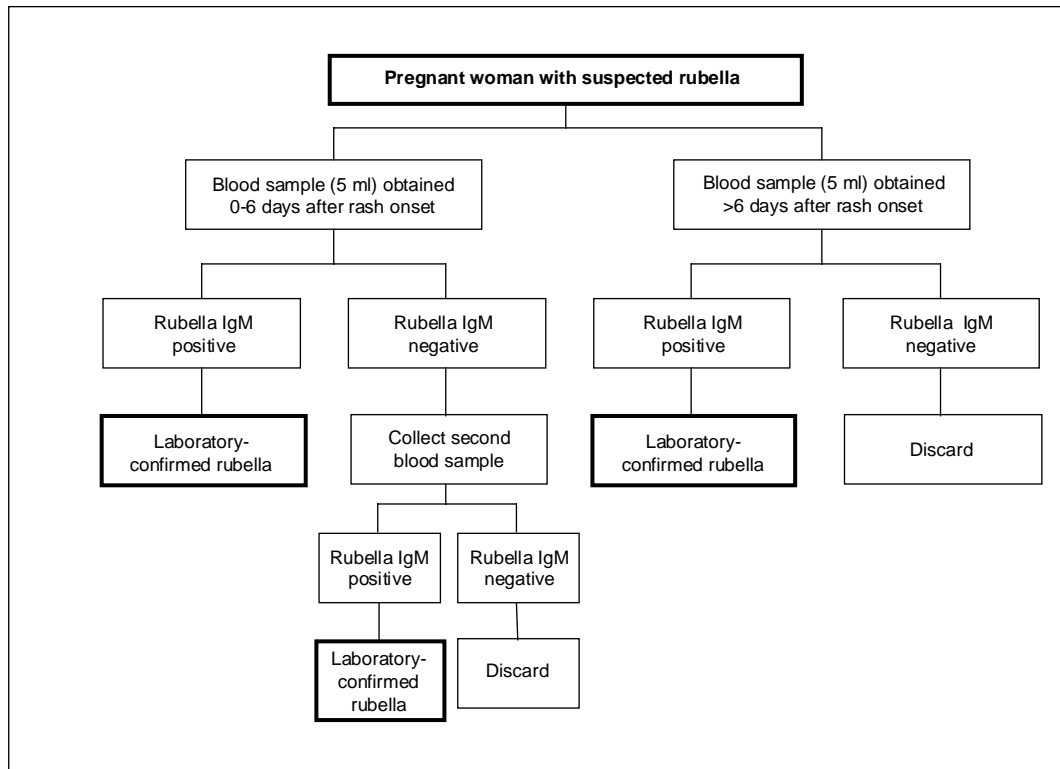 Pregnant woman with suspected rubella
Blood sample (5 ml) obtained
0-6 days after rash onset
Blood sample (5 ml) obtained
>6 days after rash onset
Rubella IgM
positive
Rubella IgM
negative
Rubella IgM
positive
Rubella IgM
negative
Laboratory-
confirmed rubella
Collect second
blood sample
Laboratory-
confirmed rubella
Discard
Rubella IgM
positive
Rubella IgM
negative
Laboratory-
confirmed
rubella
Discard